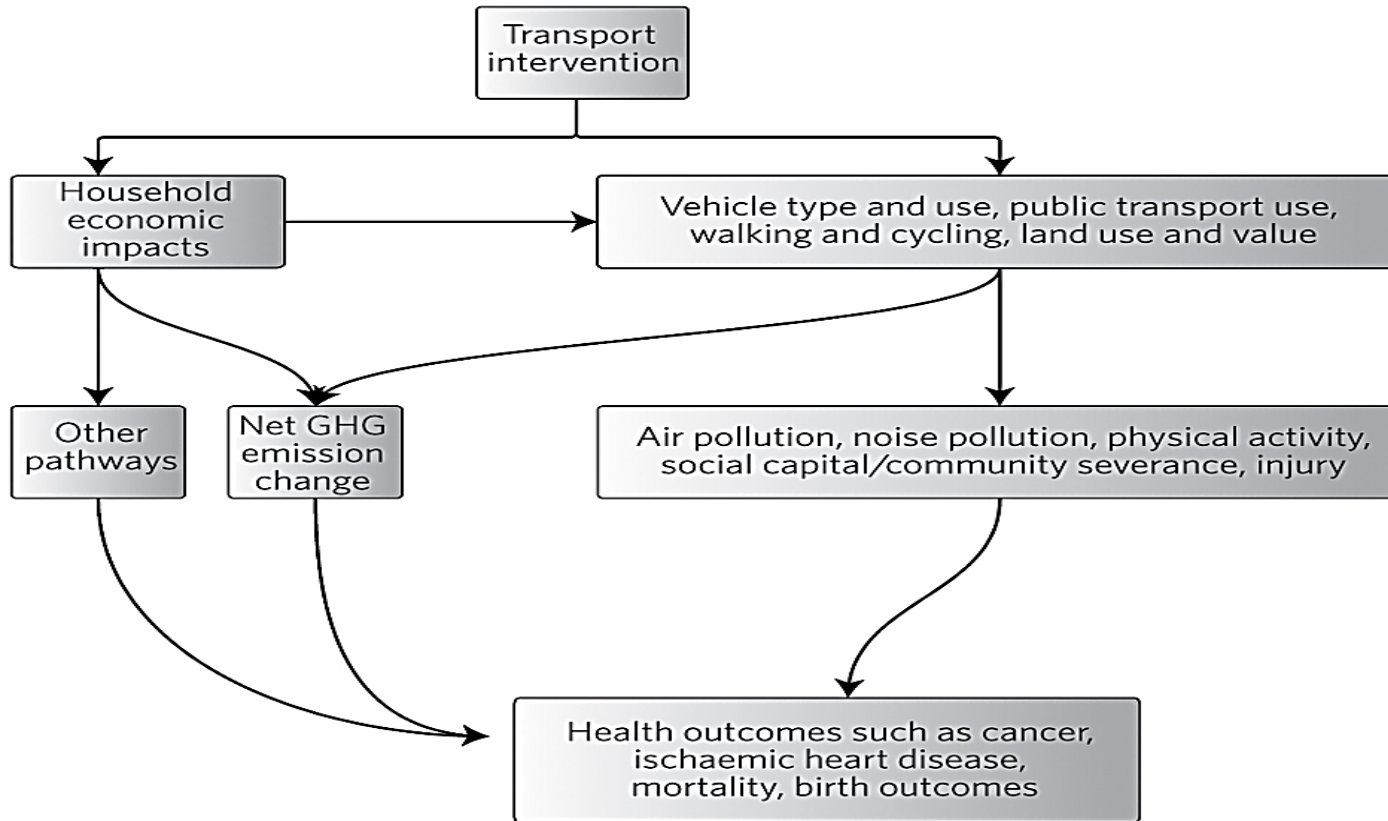 Transport
intervention
Household
economic
impacts
Vehicle type and use, public transport use,
walking and cycling, land use and value
Other
pathways
Net GHG
emission
change
Air pollution, noise pollution, physical activity,
social capital/community severance, injury
Health outcomes such as cancer,
ischaemic heart disease,
mortality, birth outcomes